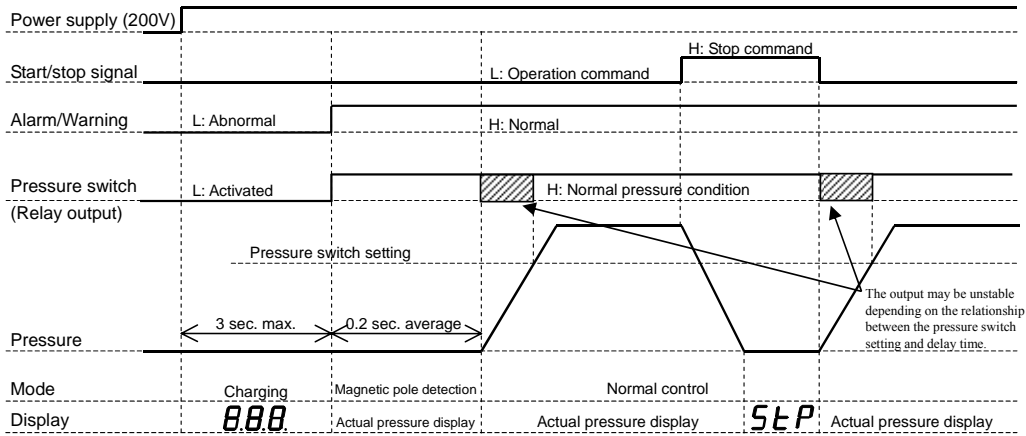 Power supply (200V)
H: Stop command
Start/stop signal
L: Operation command
Alarm/Warning
L: Abnormal
H: Normal
Pressure switch
(Relay output)
L: Activated
H: Normal pressure condition
Pressure switch setting
The output may be unstable
depending on the relationship
between the pressure switch
setting and delay time.
3 sec. max.
0.2 sec. average
Pressure
Mode
Charging
Magnetic pole detection
Normal control
Display
8.8.8.
Actual pressure display
Actual pressure display
StP
Actual pressure display